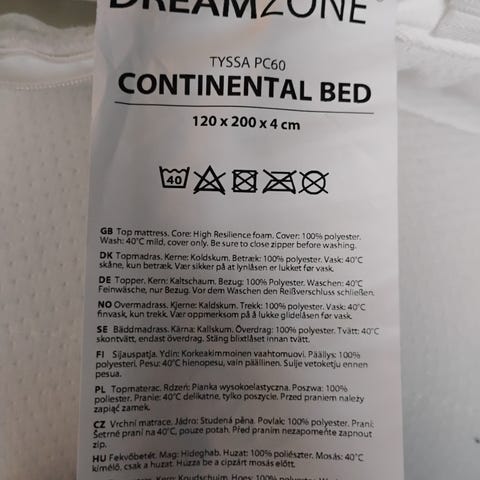 DREAMZONE®
TYSSA PC60
CONTINENTAL BED
120 x 200 x 4 cm
40
GB Top mattress. Core: High Resilience foam. Cover: 100% polyester.
Wash: 40°C mild, cover only. Be sure to close zipper before washing.
DK Topmadras. Kerne: Koldskum. Betræk: 100% polyester. Vask: 40°C
skåne, kun betræk. Vær sikker på at lynlåsen er lukket før vask.
DE Topper. Kern: Kaltschaum. Bezug: 100% Polyester. Waschen: 40°C
Feinwäsche, nur Bezug. Vor dem Waschen den Reißverschluss schließen.
NO Overmadrass. Kjerne: Kaldskum. Trekk: 100% polyester. Vask: 40°C
finvask, kun trekk. Vær oppmerksom på å lukke glidelåsen før vask.
SE Bäddmadrass. Kärna: Kallskum. Överdrag: 100% polyester. Tvätt: 40°C
skontvätt, endast överdrag. Stäng blixtlåset innan tvätt.
FI Sijauspatja. Ydin: Korkeakimmoinen vaahtomuovi. Päällys: 100%
polyesteri. Pesu: 40°C hienopesu, vain päällinen. Sulje vetoketju ennen
pesua.
PL Topmaterac. Rdzeń: Pianka wysokoelastyczna. Poszwa: 100%
poliester. Pranie: 40°C delikatne, tylko poszycie. Przed praniem należy
zapiąć zamek.
CZ Vrchní matrace. Jádro: Studená pěna. Povlak: 100% polyester. Praní:
Šetrné praní na 40°C, pouze potah. Před praním nezapomeňte zapnout
zip.
HU Fekvőbetét. Mag: Hideghab. Huzat: 100% poliészter. Mosás: 40°C
kímélő, csak a huzat. Húzza be a cipzárt mosás előtt.